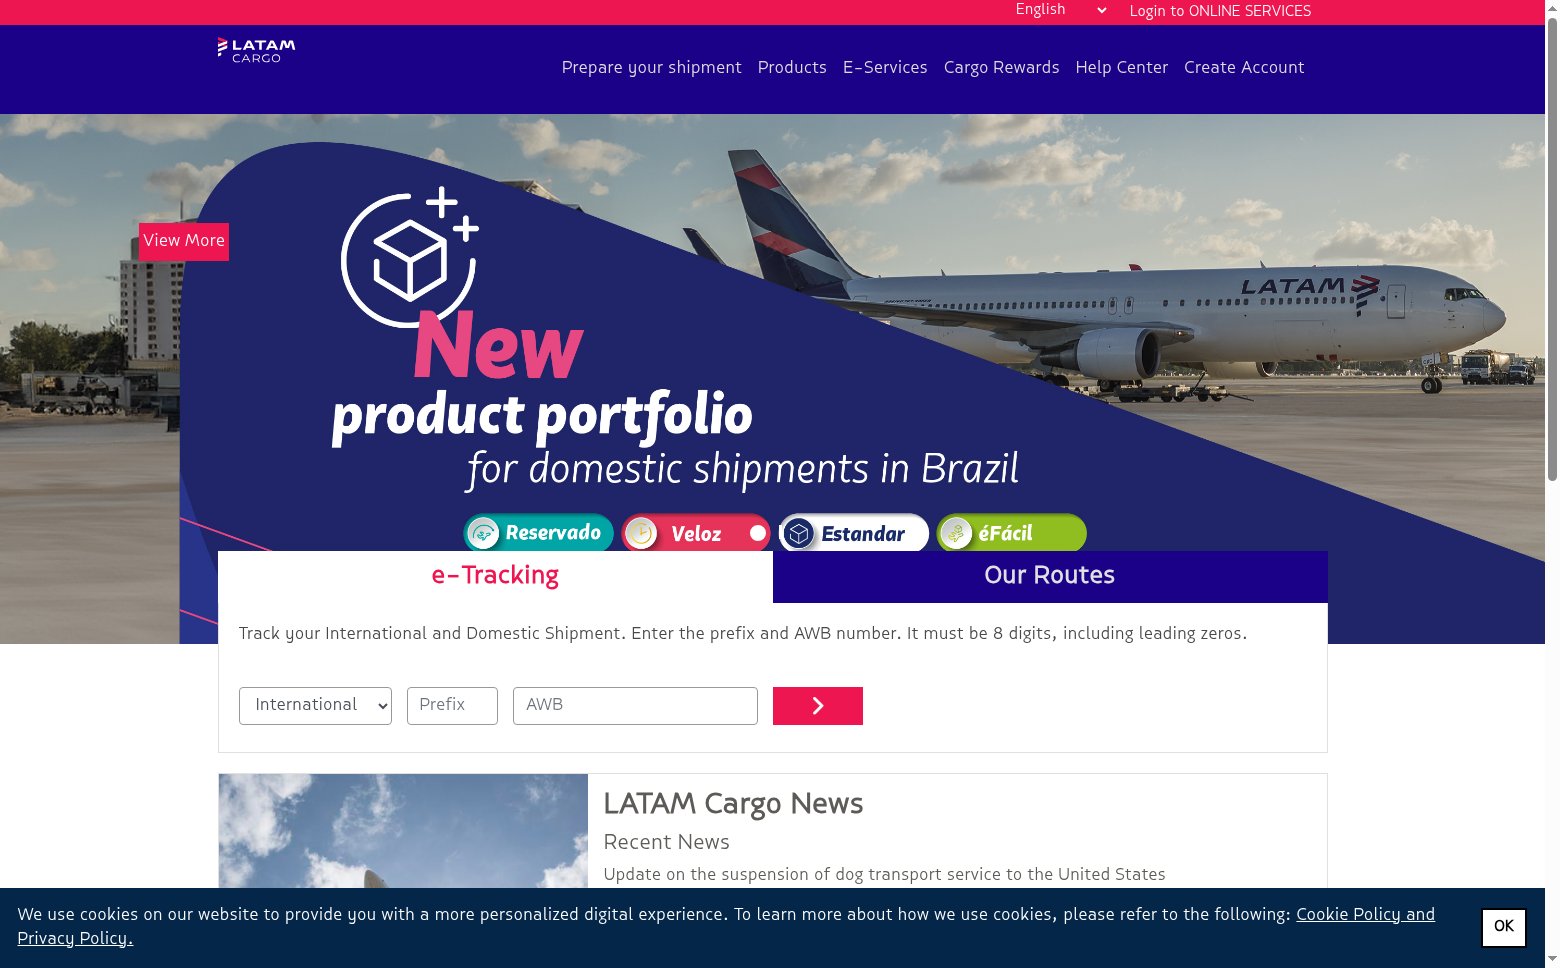 English
Login to ONLINE SERVICES
LATAM
CARGO
Prepare your shipment
Products
E-Services
Cargo Rewards
Help Center
Create Account
View More
LATAM
New
product portfolio
for domestic shipments in Brazil
Reservado
Veloz
Estandar
éFácil
e-Tracking
Our Routes
Track your International and Domestic Shipment. Enter the prefix and AWB number. It must be 8 digits, including leading zeros.
International
Prefix
AWB
LATAM Cargo News
Recent News
Update on the suspension of dog transport service to the United States
We use cookies on our website to provide you with a more personalized digital experience. To learn more about how we use cookies, please refer to the following: Cookie Policy and
Privacy Policy.
OK